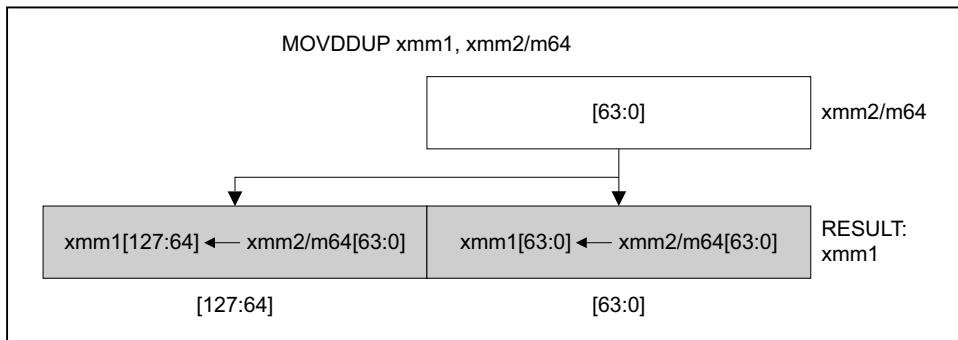 MOVDDUP xmm1, xmm2/m64
[63:0]
xmm2/m64
xmm1[127:64] ← xmm2/m64[63:0]
xmm1[63:0] ← xmm2/m64[63:0]
RESULT:
xmm1
[127:64]
[63:0]